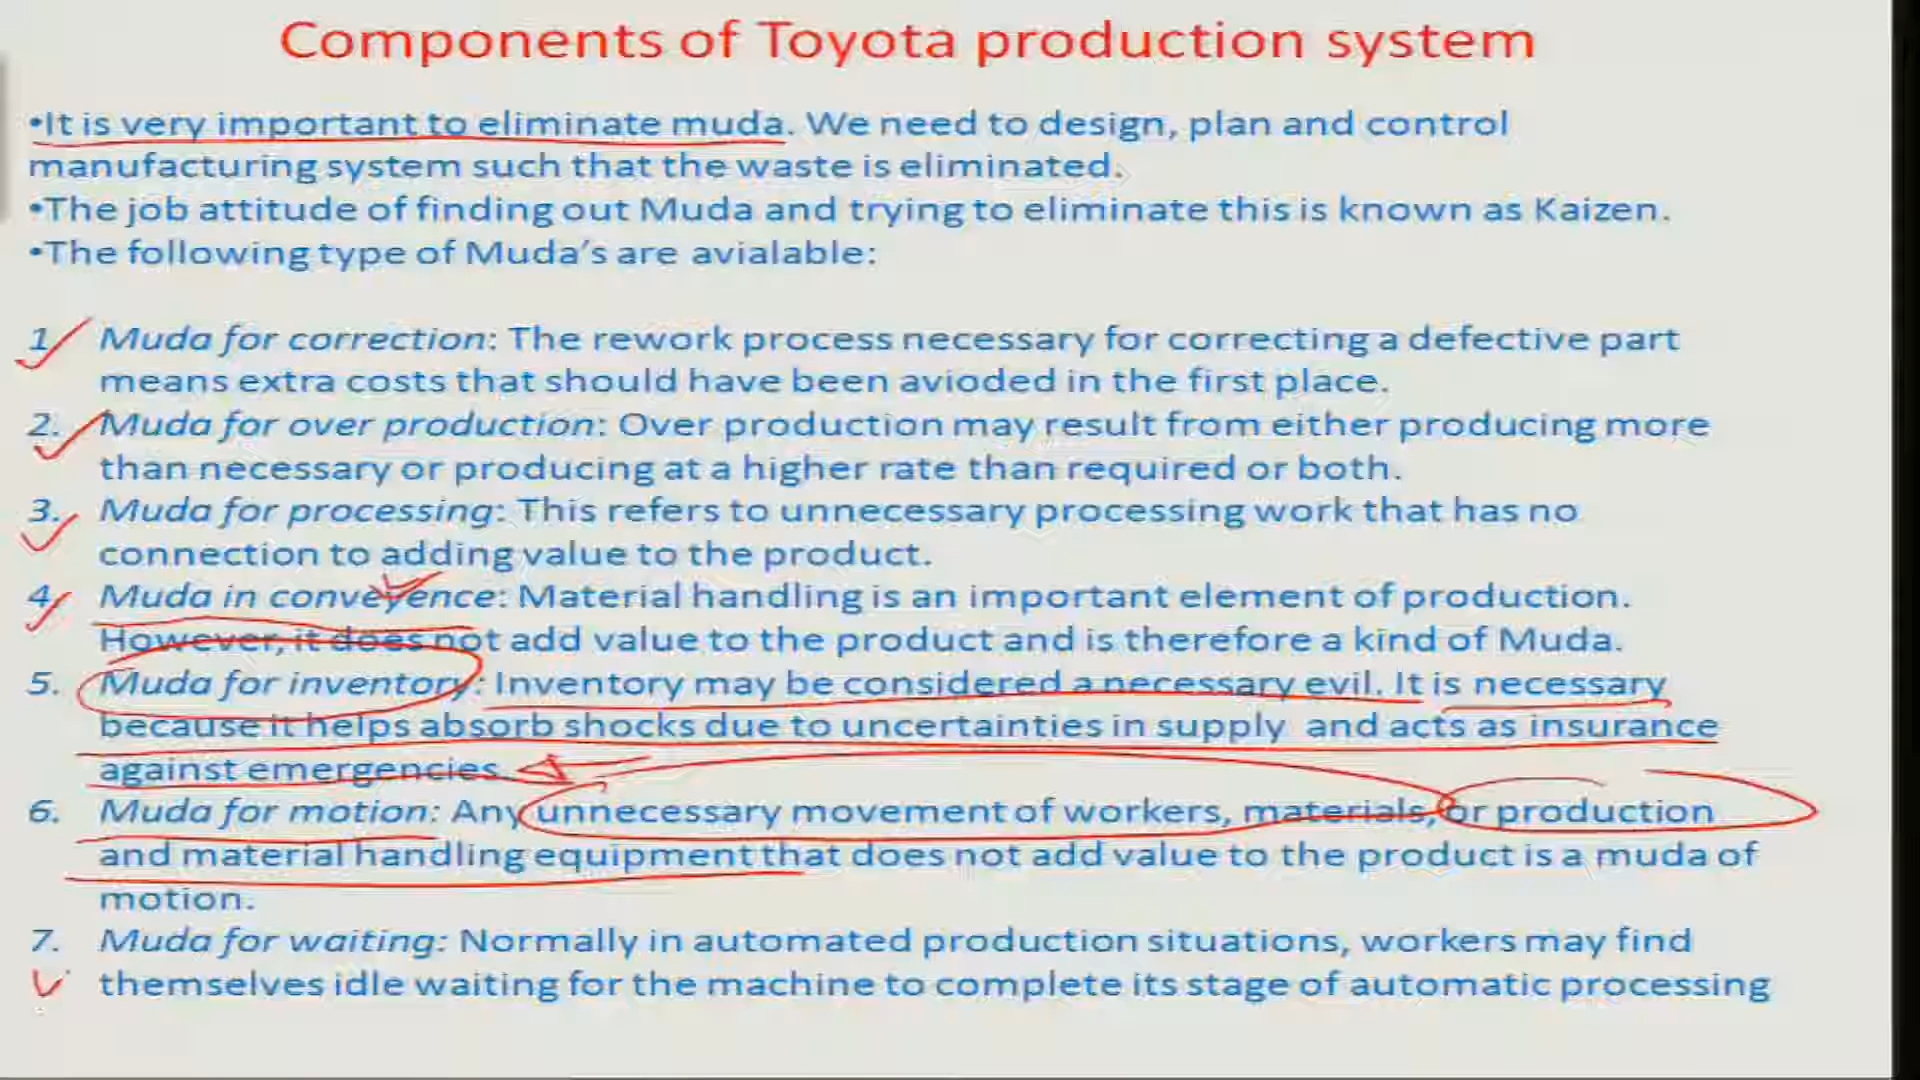 Components of Toyota production system
•It is very important to eliminate muda. We need to design, plan and control
manufacturing system such that the waste is eliminated.
•The job attitude of finding out Muda and trying to eliminate this is known as Kaizen.
•The following type of Muda's are avialable:
1. Muda for correction: The rework process necessary for correcting a defective part
means extra costs that should have been avioded in the first place.
2. Muda for over production: Over production may result from either producing more
than necessary or producing at a higher rate than required or both.
3. Muda for processing: This refers to unnecessary processing work that has no
connection to adding value to the product.
4. Muda in conveyence: Material handling is an important element of production.
However, it does not add value to the product and is therefore a kind of Muda.
5. Muda for inventory: Inventory may be considered a necessary evil. It is necessary
because it helps absorb shocks due to uncertainties in supply and acts as insurance
against emergencies.
6. Muda for motion: Any unnecessary movement of workers, materials, or production
and material handling equipment that does not add value to the product is a muda of
motion.
7. Muda for waiting: Normally in automated production situations, workers may find
themselves idle waiting for the machine to complete its stage of automatic processing